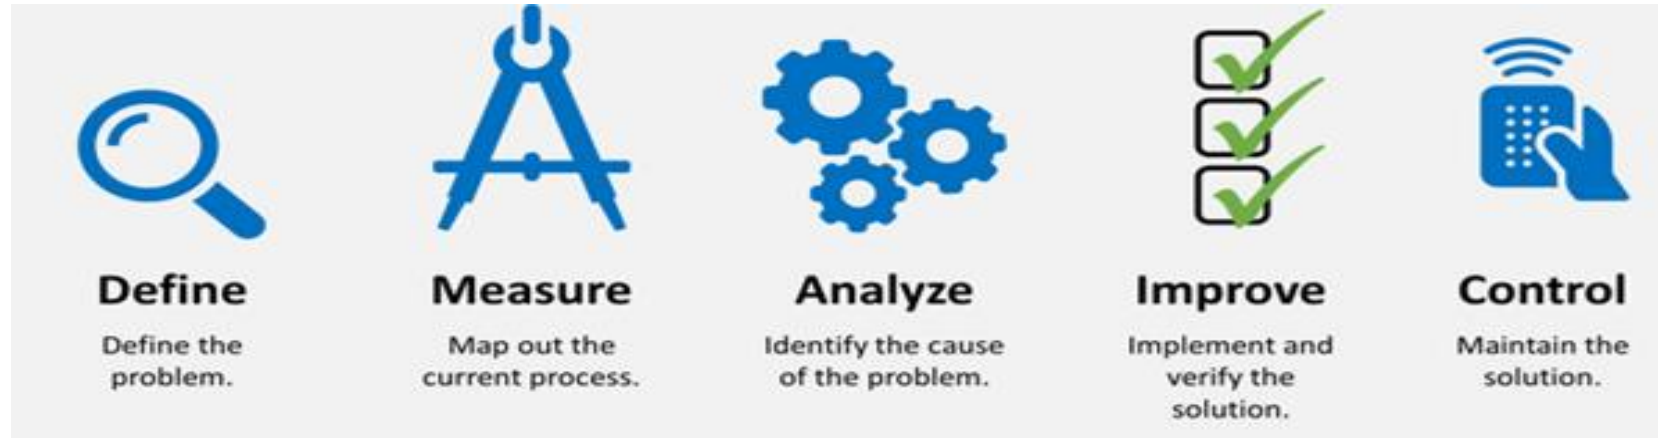 Define
Define the
problem.
Measure
Map out the
current process.
Analyze
Identify the cause
of the problem.
Improve
Implement and
verify the
solution.
Control
Maintain the
solution.